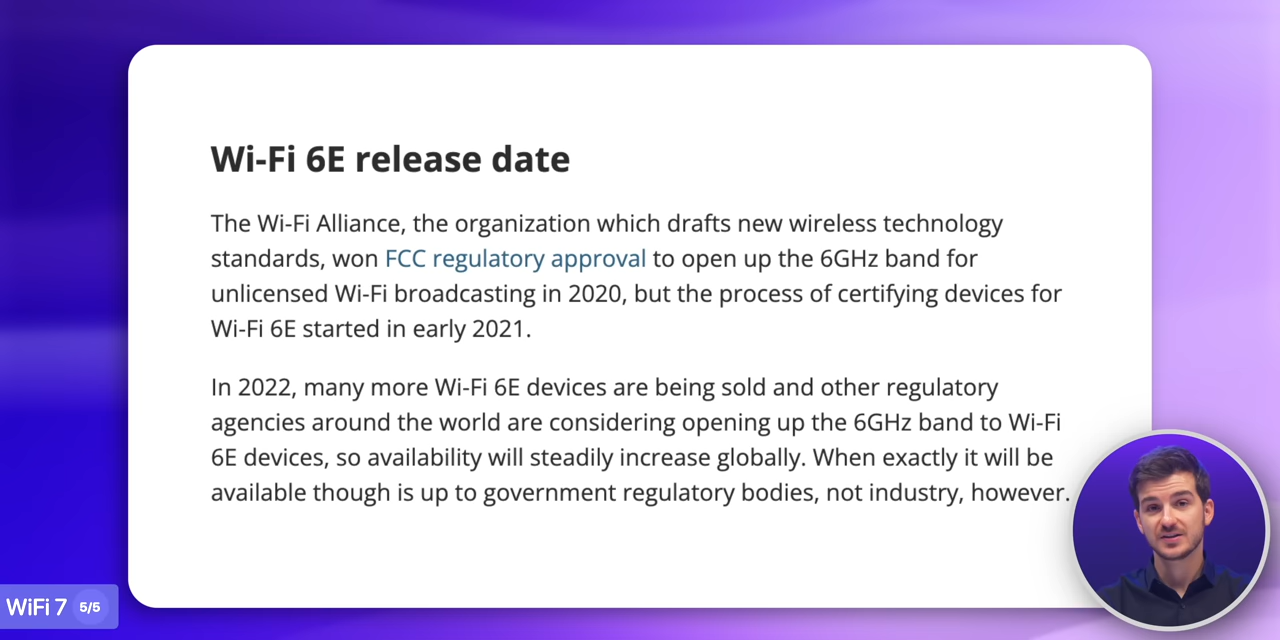 Wi-Fi 6E release date
The Wi-Fi Alliance, the organization which drafts new wireless technology
standards, won FCC regulatory approval to open up the 6GHz band for
unlicensed Wi-Fi broadcasting in 2020, but the process of certifying devices for
Wi-Fi 6E started in early 2021.
In 2022, many more Wi-Fi 6E devices are being sold and other regulatory
agencies around the world are considering opening up the 6GHz band to Wi-Fi
6E devices, so availability will steadily increase globally. When exactly it will be
available though is up to government regulatory bodies, not industry, however.
WiFi 7 5/5